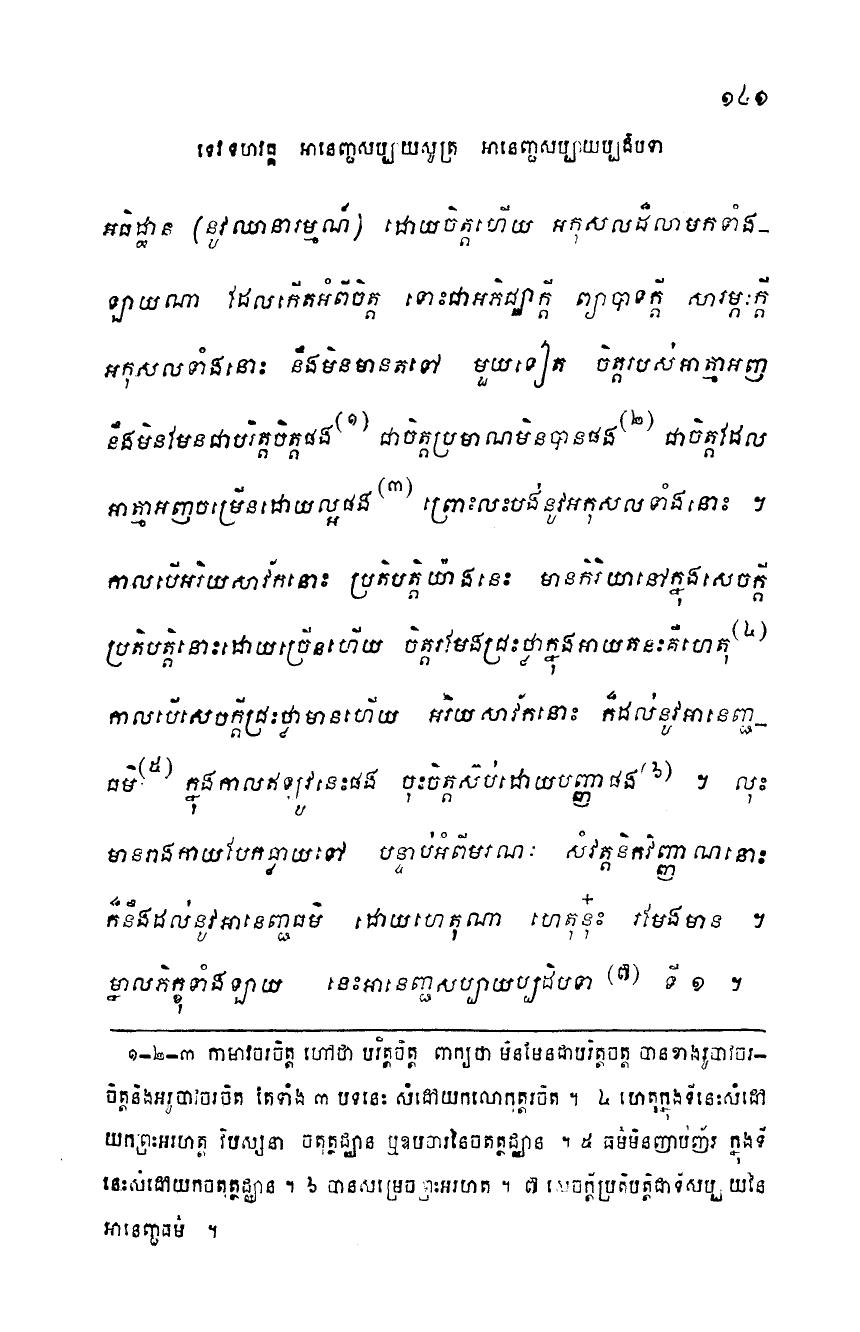 ១៤១
ទេវទហវគ្គ អានេញ្ជសប្បាយសូត្រ អានេញ្ជសប្បាយប្បដិបទា
អធិដ្ឋាន (នូវឈានារម្មណ៍) ដោយចិត្តហើយ អកុសលដ៏លាមកទាំង–
ឡាយណា ដែលកើតអំពីចិត្ត ទោះជាអភិជ្ឈាក្តី ព្យាបាទក្តី សារម្ភៈក្តី
អកុសលទាំងនោះ នឹងមិនមានតទៅ មួយទៀត ចិត្តរបស់អាត្មាអញ
នឹងមិនមែនជាបរិត្តចិត្តផង(១) ជាចិត្តប្រមាណមិនបានផង(២) ជាចិត្តដែល
អាត្មាអញចម្រើនដោយល្អផង(៣) ព្រោះលះបង់នូវអកុសលទាំងនោះ ។
កាលបើអរិយសាវ័កនោះ ប្រតិបត្តិយ៉ាងនេះ មានកិរិយានៅក្នុងសេចក្តី
ប្រតិបត្តិនោះដោយច្រើនហើយ ចិត្តរមែងជ្រះថ្លាក្នុងអាយតនះគឺហេតុ(៤)
កាលបើសេចក្តីជ្រះថ្លាមានហើយ អរិយសាវ័កនោះ ក៏ដល់នូវអានេញ្ជ–
ធម៌(៥) ក្នុងកាលឥឡូវនេះផង ចុះចិត្តស៊ប់ដោយបញ្ញាផង(៦) ។ លុះ
មានរាងកាយបែកធ្លាយទៅ បន្ទាប់អំពីមរណៈ សំវត្តនិកវិញ្ញាណនោះ
ក៏នឹងដល់នូវអានេញ្ជធម៌ ដោយហេតុណា ហេតុនុ៎ះ រមែងមាន ។
ម្នាលភិក្ខុទាំងឡាយ នេះអានេញ្ជសប្បាយប្បដិបទា (៧) ទី ១ ។
១–២–៣ កាមាវចរចិត្ត ហៅថា បរិត្តចិត្ត ពាក្យថា មិនមែនជាបរិត្តចិត្ត បានខាងរូបាវចរ–
ចិត្តនិងអរូបាវចរចិត តែទាំង ៣ បទនេះ សំដៅយកលោកុត្តរចិត ។ ៤ ហេតុក្នុងទីនេះសំដៅ
យកព្រះអរហត្ត វិបស្សនា ចតុត្ថជ្ឈាន ឬឧបចារនៃចតុត្ថជ្ឈាន ។ ៥ ធម៌មិនញាប់ញ័រ ក្នុងទី
នេះសំដៅយកចតុត្ថជ្ឈាន ។ ៦ បានសម្រេចព្រះអរហត ។ ៧ សេចក្តីប្រតិបត្តិជាទីសប្បាយនៃ
អានេញ្ជធម៌ ។